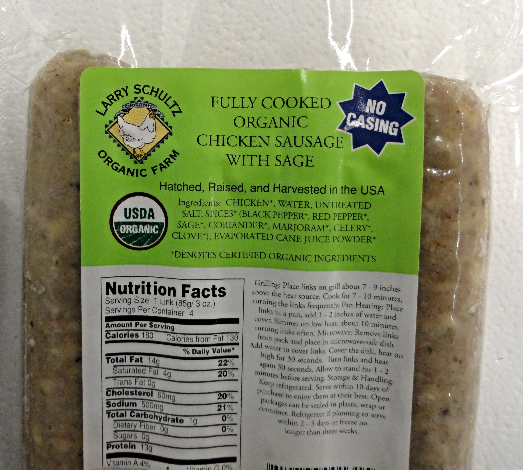 LARRY SCHULTZ
ORGANIC FARM
FULLY COOKED
ORGANIC
CHICKEN SAUSAGE
WITH SAGE
NO
CASING
Hatched, Raised, and Harvested in the USA
USDA
ORGANIC
Ingredients: CHICKEN*, WATER, UNTREATED
SALT, SPICES* (BLACK PEPPER*, RED PEPPER*,
SAGE*, CORIANDER*, MARJORAM*, CELERY*,
CLOVE*), EVAPORATED CANE JUICE POWDER*
*DENOTES CERTIFIED ORGANIC INGREDIENTS
Nutrition Facts
Serving Size 1 Link (85g/3 oz.)
Servings Per Container 4
Amount Per Serving
Calories 180 Calories from Fat 130
% Daily Value*
Total Fat 14g 22%
Saturated Fat 4g 20%
Trans Fat 0g
Cholesterol 60mg 20%
Sodium 500mg 21%
Total Carbohydrate 1g 0%
Dietary Fiber 0g 0%
Sugars 0g
Protein 13g
Vitamin A 4% Vitamin C 0%
Grilling: Place links on grill about 7 - 9 inches
above the heat source. Cook for 7 - 10 minutes,
turning the links frequently. Pan Heating: Place
links in a pan, add 1 - 2 inches of water and
cover. Simmer on low heat about 10 minutes,
turning links often. Microwave: Remove links
from pack and place in microwave-safe dish.
Add water to cover links. Cover the dish, heat on
high for 30 seconds. Turn links and heat
again 30 seconds. Allow to stand for 1 - 2
minutes before serving. Storage & Handling:
Keep refrigerated. Serve within 10 days of
purchase to enjoy them at their best. Open
packages can be sealed in plastic wrap or
container. Refrigerate if planning to serve
within 2 - 3 days or freeze no
longer than three weeks.